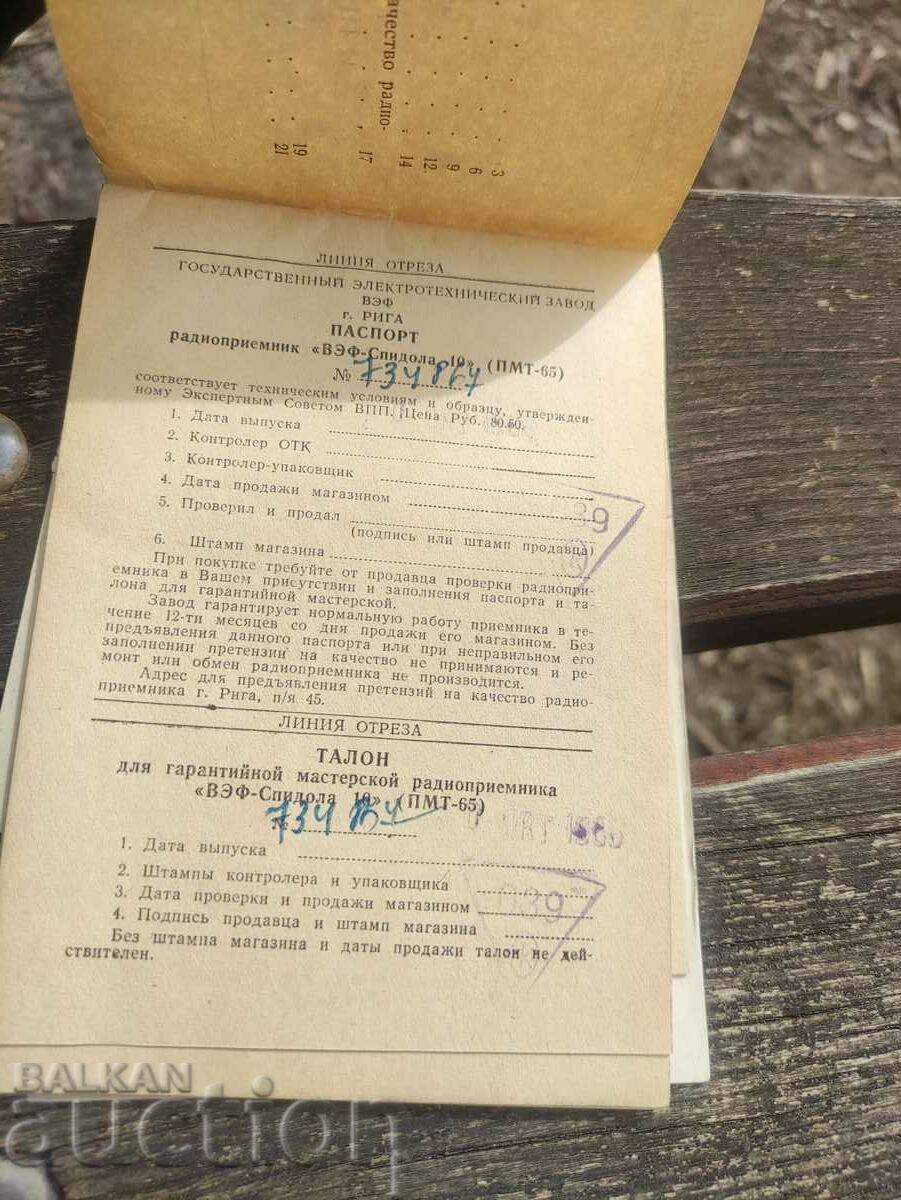 чество радио-
3
6
9
12
14
17
19
21
ЛИНИЯ ОТРЕЗА
ГОСУДАРСТВЕННЫЙ ЭЛЕКТРОТЕХНИЧЕСКИЙ ЗАВОД
ВЭФ
г. РИГА
ПАСПОРТ
радиоприемник «ВЭФ-Спидола 10» (ПМТ-65)
№ 734864
соответствует техническим условиям и образцу, утвержден-
ному Экспертным Советом ВПП. Цена Руб. 80.50.
1. Дата выпуска
2. Контролер ОТК
3. Контролер-упаковщик
4. Дата продажи магазином
5. Проверил и продал
39
(подпись или штамп продавца)
6. Штамп магазина
При покупке требуйте от продавца проверки радиопри-
емника в Вашем присутствии и заполнения паспорта и та-
лона для гарантийной мастерской.
Завод гарантирует нормальную работу приемника в те-
чение 12-ти месяцев со дня продажи его магазином. Без
предъявления данного паспорта или при неправильном его
заполнении претензии на качество не принимаются и ре-
монт или обмен радиоприемника не производится.
Адрес для предъявления претензий на качество радио-
приемника г. Рига, п/я 45.
ЛИНИЯ ОТРЕЗА
ТАЛОН
для гарантийной мастерской радиоприемника
«ВЭФ-Спидола 10» (ПМТ-65)
№
1. Дата выпуска
2. Штампы контролера и упаковщика
3. Дата проверки и продажи магазином
039
4. Подпись продавца и штамп магазина
Без штампа магазина и даты продажи талон не дей-
ствителен.
BALKAN
auction